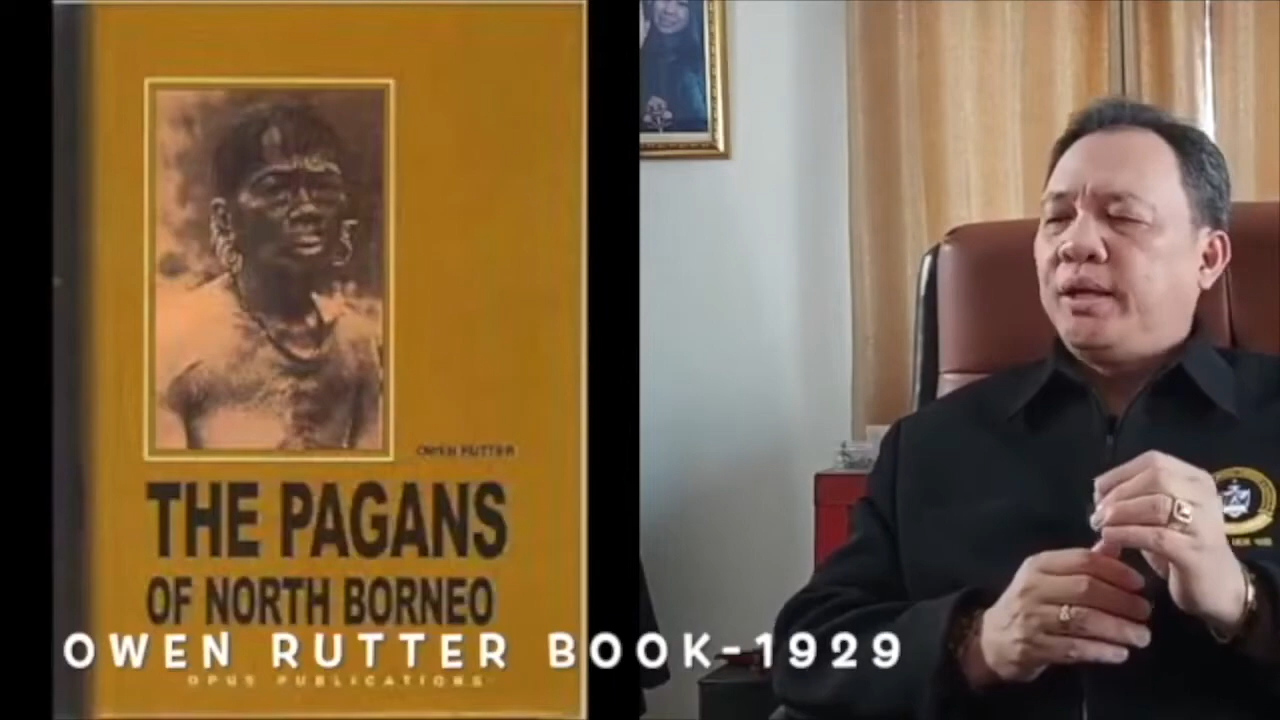 OWEN RUTTER
THE PAGANS
OF NORTH BORNEO
OWEN RUTTER BOOK-1929
OPUS PUBLICATIONS